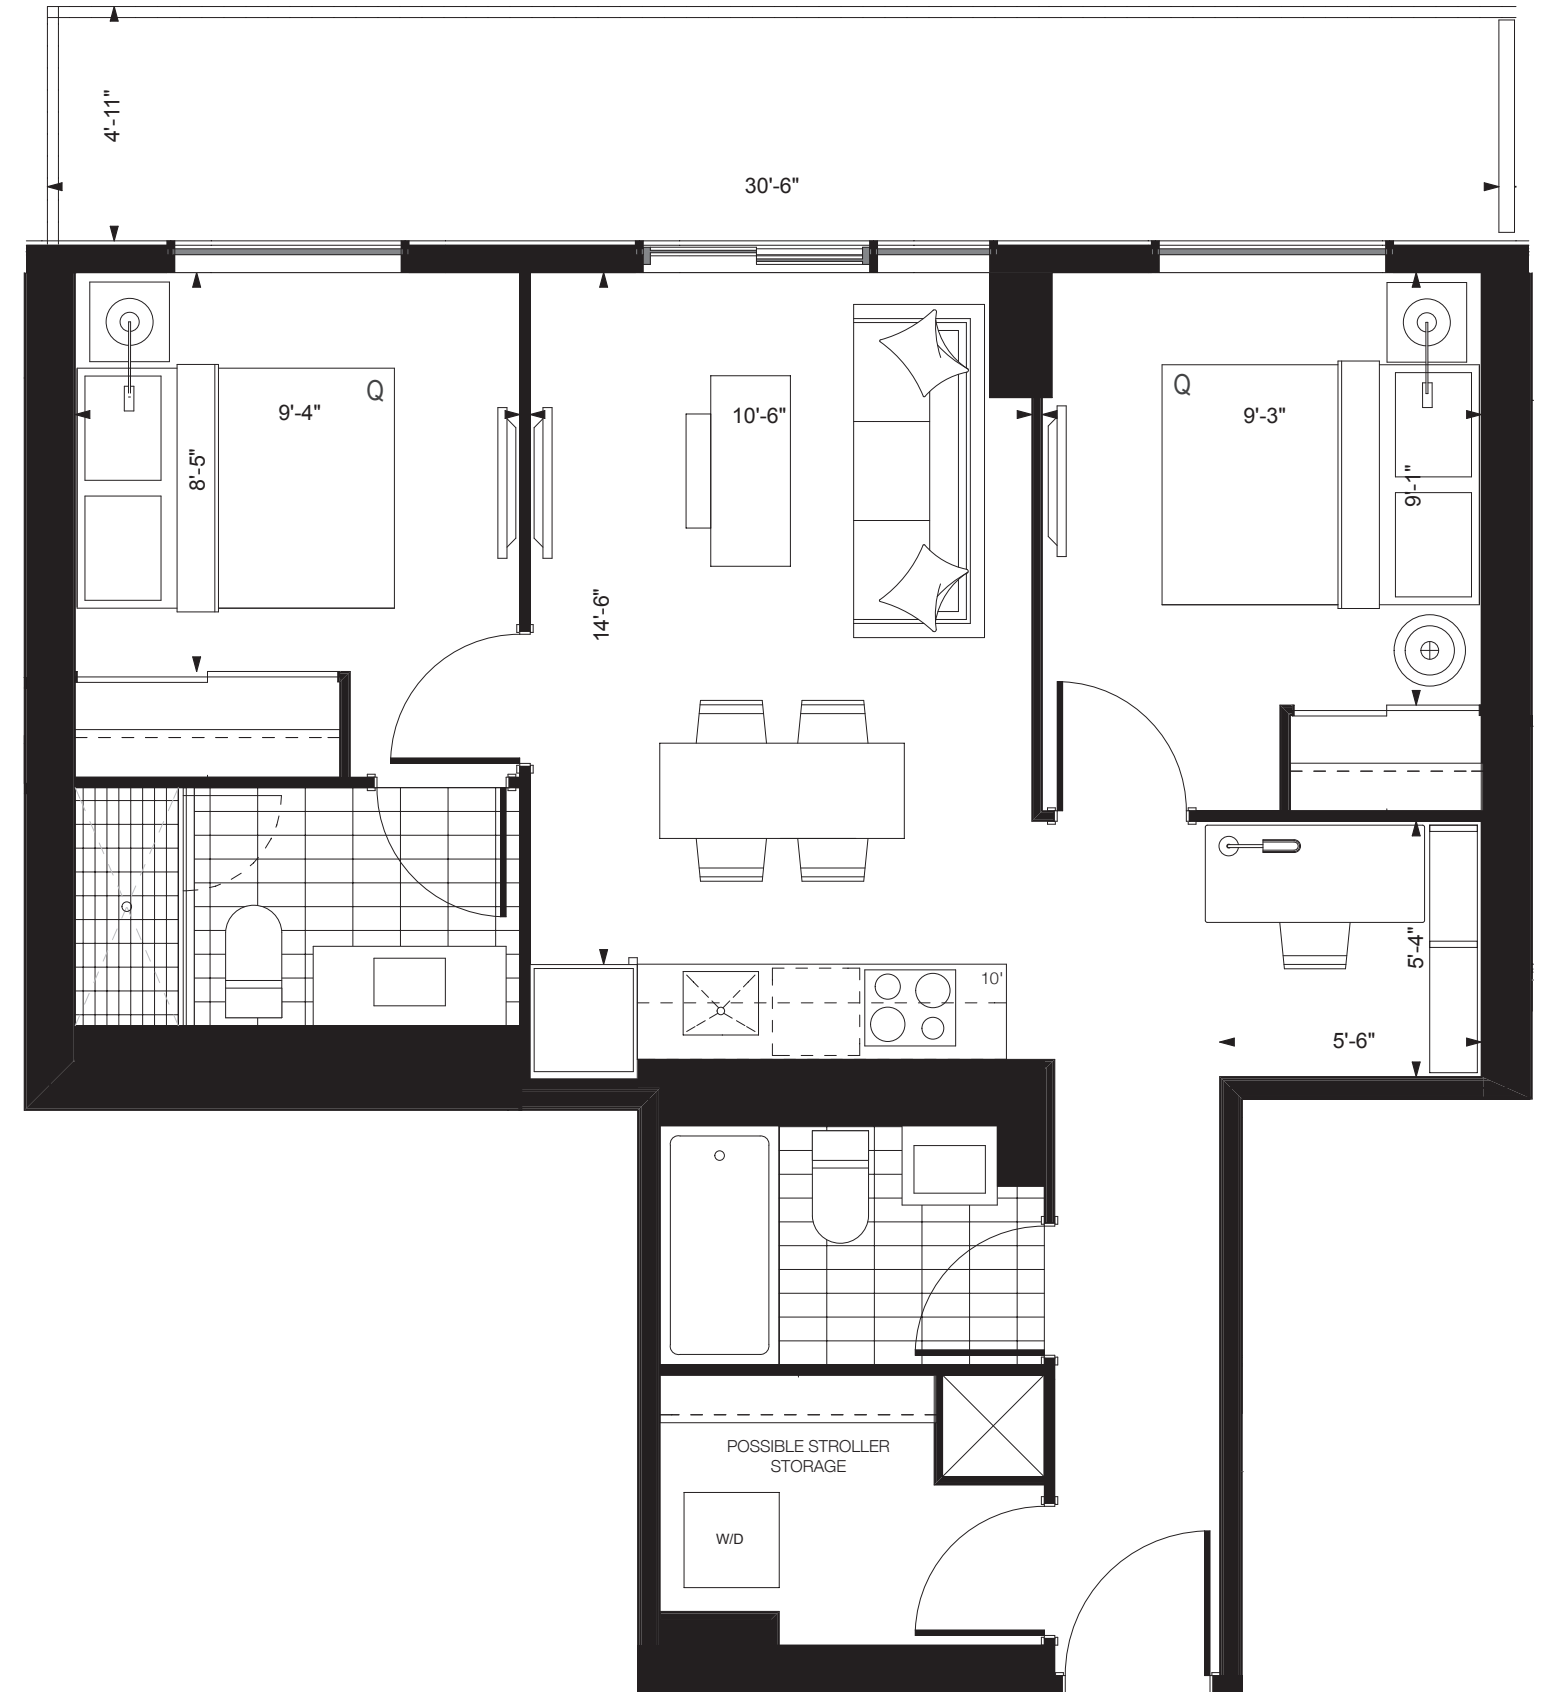 4'-11"
30'-6"
Q
9'-4"
8'-5"
10'-6"
Q
9'-3"
9'-1"
14'-6"
10'
5'-4"
5'-6"
POSSIBLE STROLLER
STORAGE
W/D